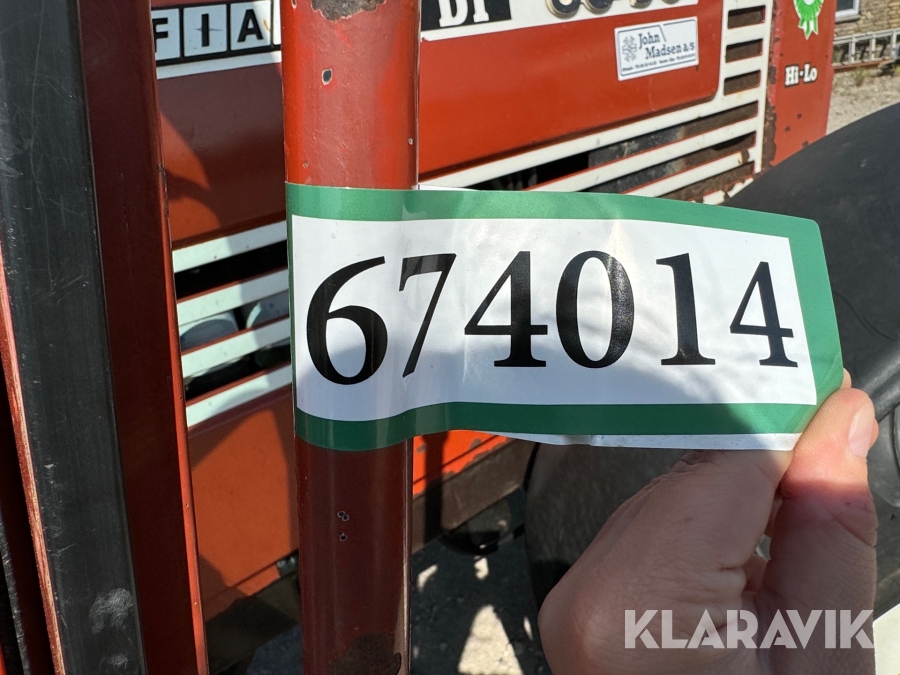 FIA
DT
John
Madsen a/s
Hi-Lo
674014
KLARAVIK